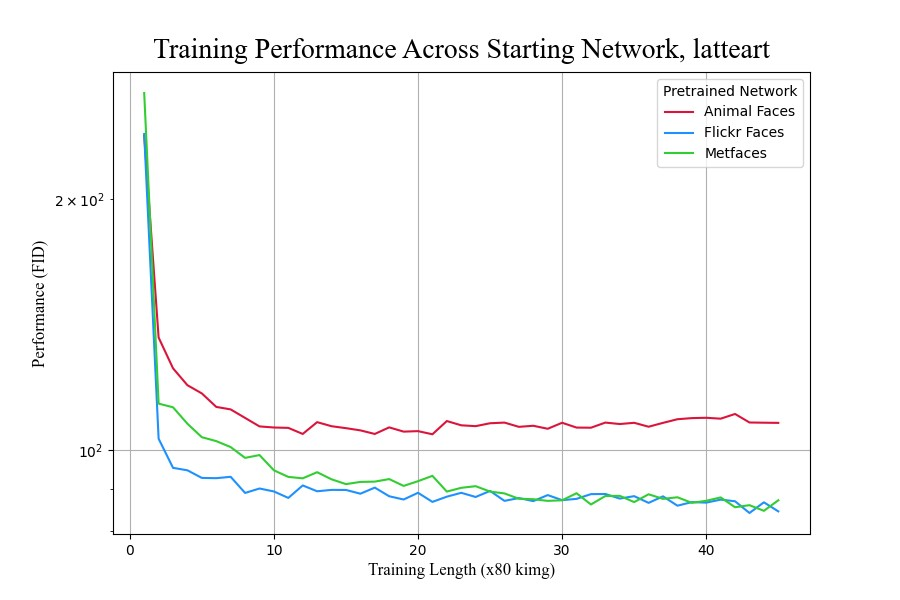 Training Performance Across Starting Network, latteart
Pretrained Network
Animal Faces
Flickr Faces
Metfaces
2 × 10²
10²
Performance (FID)
0 10 20 30 40
Training Length (x80 kimg)